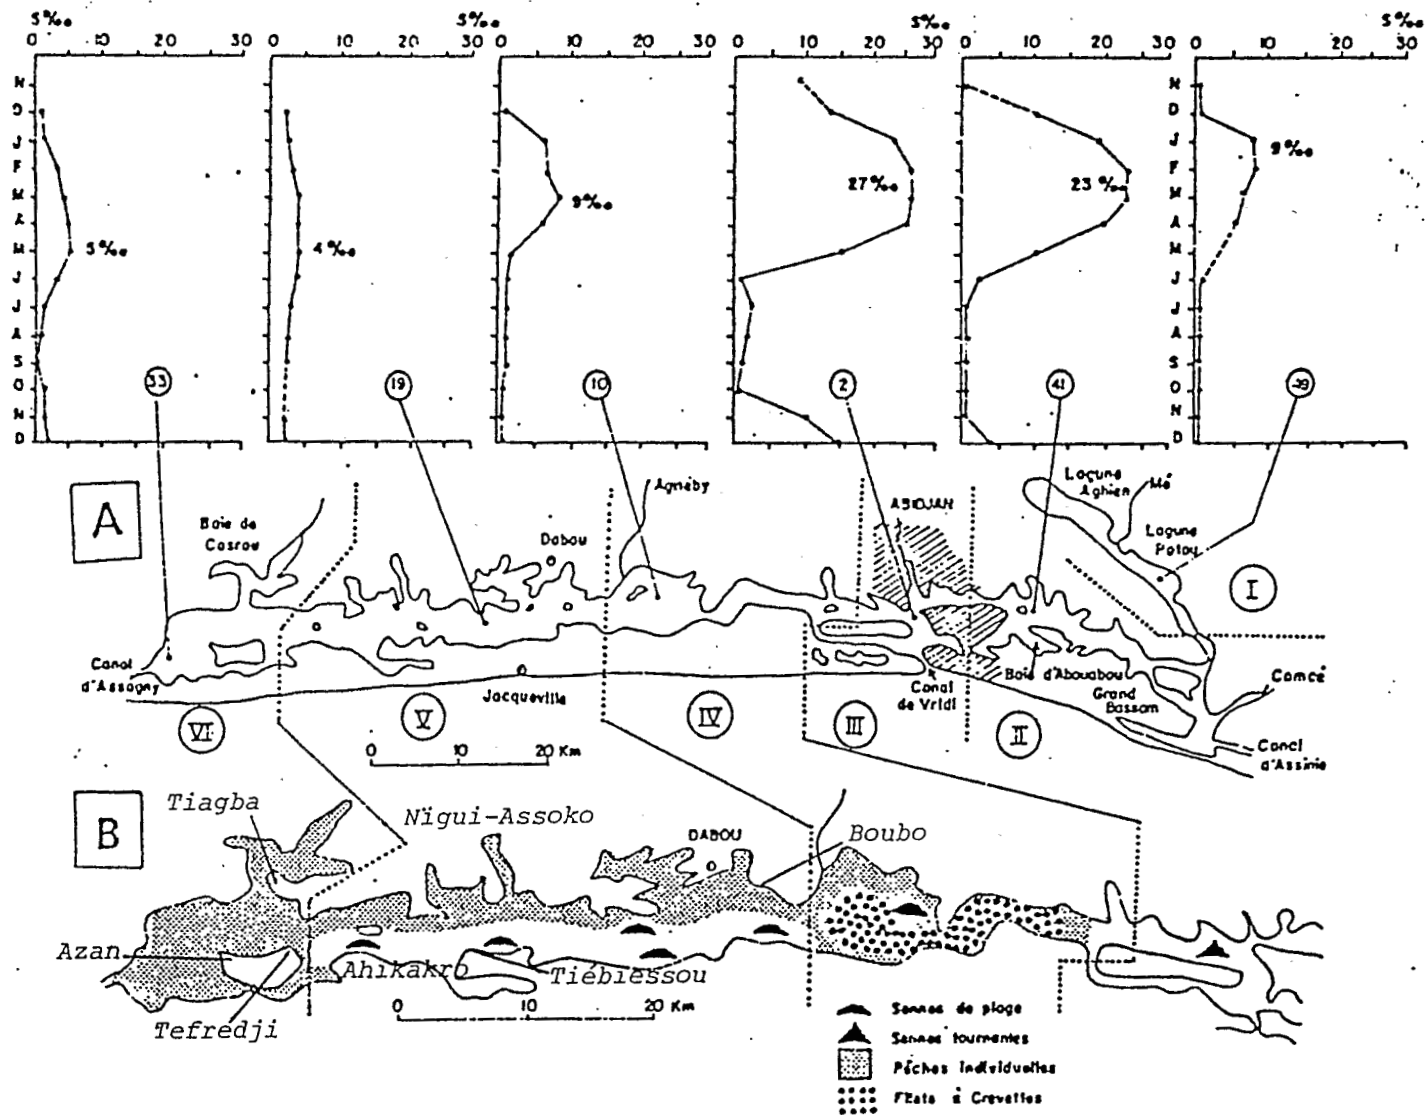 S‰ S‰ S‰
0 10 20 30 10 20 30 0 10 20 30 0 10 20 30 0 10 20 30 0 10 20 30
N N
D D
J J
F F
M M
A A
M M
J J
J J
A A
S S
O O
N N
D D
5‰ 4‰ 9‰ 27‰ 23‰ 9‰
33 19 10 2 41
A
Baie de
Cosrou
Dabou
Agnéby
ABIDJAN
Lagune
Aghien
Mé
Lagune
Potou
I
Canal
d'Assagny
Jacqueville
Canal
de Vridi
Baie d'Abouabou
Grand
Bassam
Comoé
Canal
d'Assinie
VI V IV III II
0 10 20 Km
B
Tiagba
Nigui-Assoko
DABOU
Boubo
Azan
Ahikakro
Tiébiessou
Tefredji
0 10 20 Km
Sennes de plage
Sennes tournantes
Pêches individuelles
Filets à Crevettes